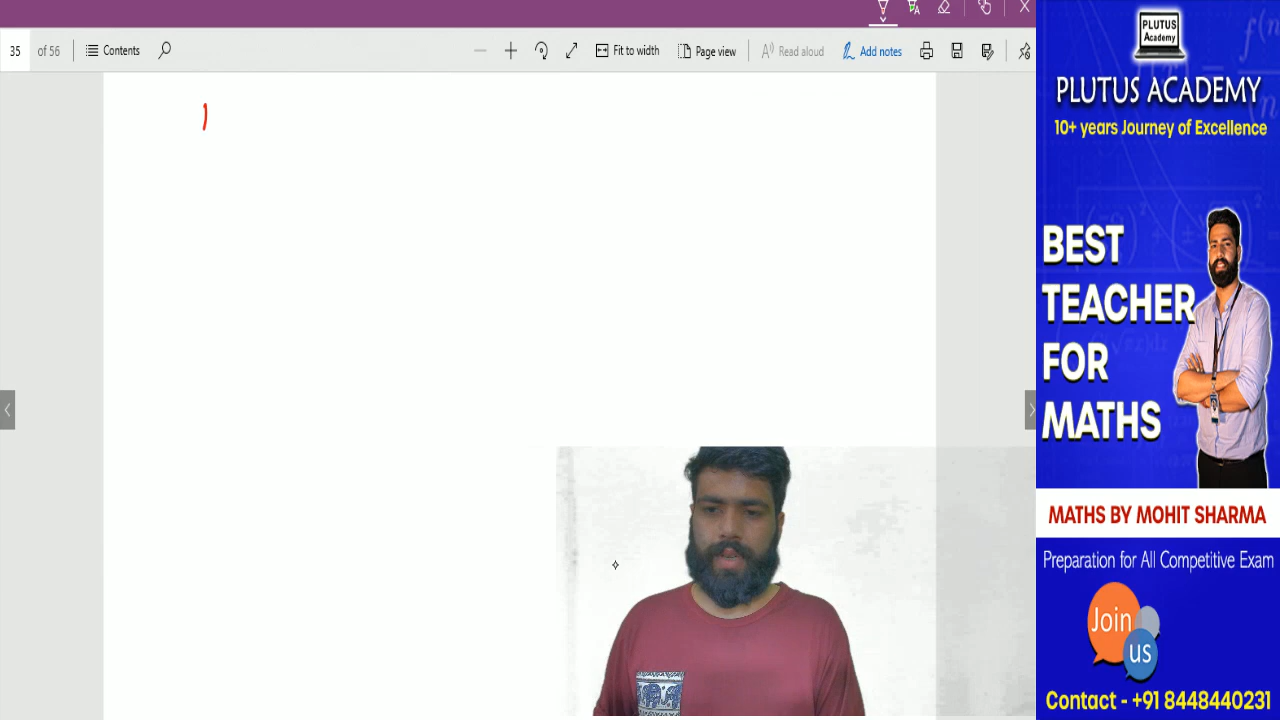 35 of 56 Contents Fit to width Page view Read aloud Add notes
PLUTUS
Academy
PLUTUS ACADEMY
10+ years Journey of Excellence
BEST
TEACHER
FOR
MATHS
MATHS BY MOHIT SHARMA
Preparation for All Competitive Exam
Join
us
Contact - +91 8448440231